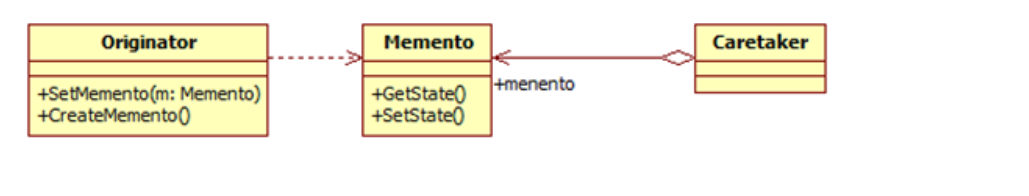 Originator
+SetMemento(m: Memento)
+CreateMemento()
Memento
+GetState()
+SetState()
+menento
Caretaker